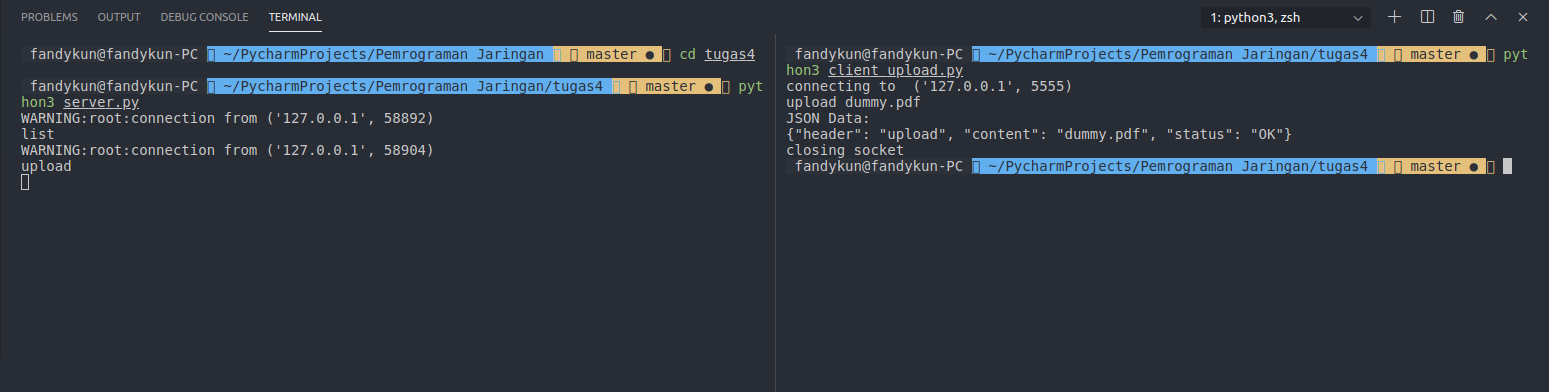 PROBLEMS OUTPUT DEBUG CONSOLE TERMINAL 1: python3, zsh
fandykun@fandykun-PC ~/PycharmProjects/Pemrograman Jaringan master ● cd tugas4
fandykun@fandykun-PC ~/PycharmProjects/Pemrograman Jaringan/tugas4 master ● pyt
hon3 server.py
WARNING:root:connection from ('127.0.0.1', 58892)
list
WARNING:root:connection from ('127.0.0.1', 58904)
upload
fandykun@fandykun-PC ~/PycharmProjects/Pemrograman Jaringan/tugas4 master ● pyt
hon3 client_upload.py
connecting to  ('127.0.0.1', 5555)
upload dummy.pdf
JSON Data:
{"header": "upload", "content": "dummy.pdf", "status": "OK"}
closing socket
fandykun@fandykun-PC ~/PycharmProjects/Pemrograman Jaringan/tugas4 master ●